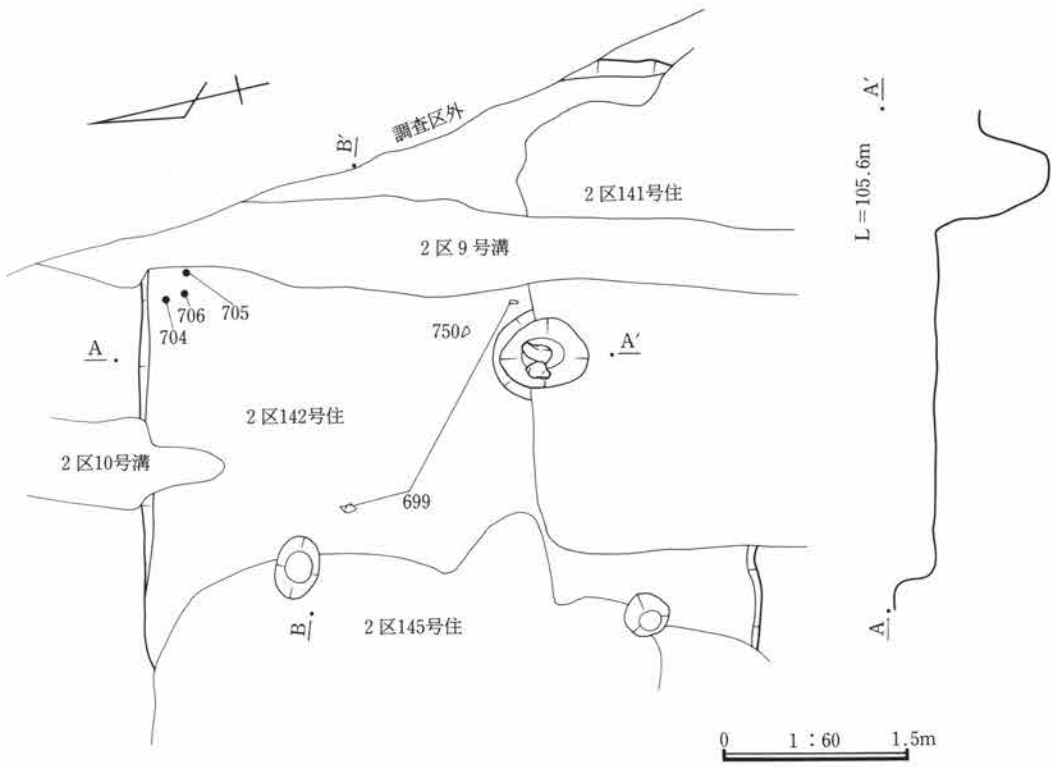 調査区外
B′
A′
L＝105.6m
2区141号住
2区9号溝
705
706
704
750
A
A′
2区142号住
2区10号溝
699
B
2区145号住
A
0 1：60 1.5m